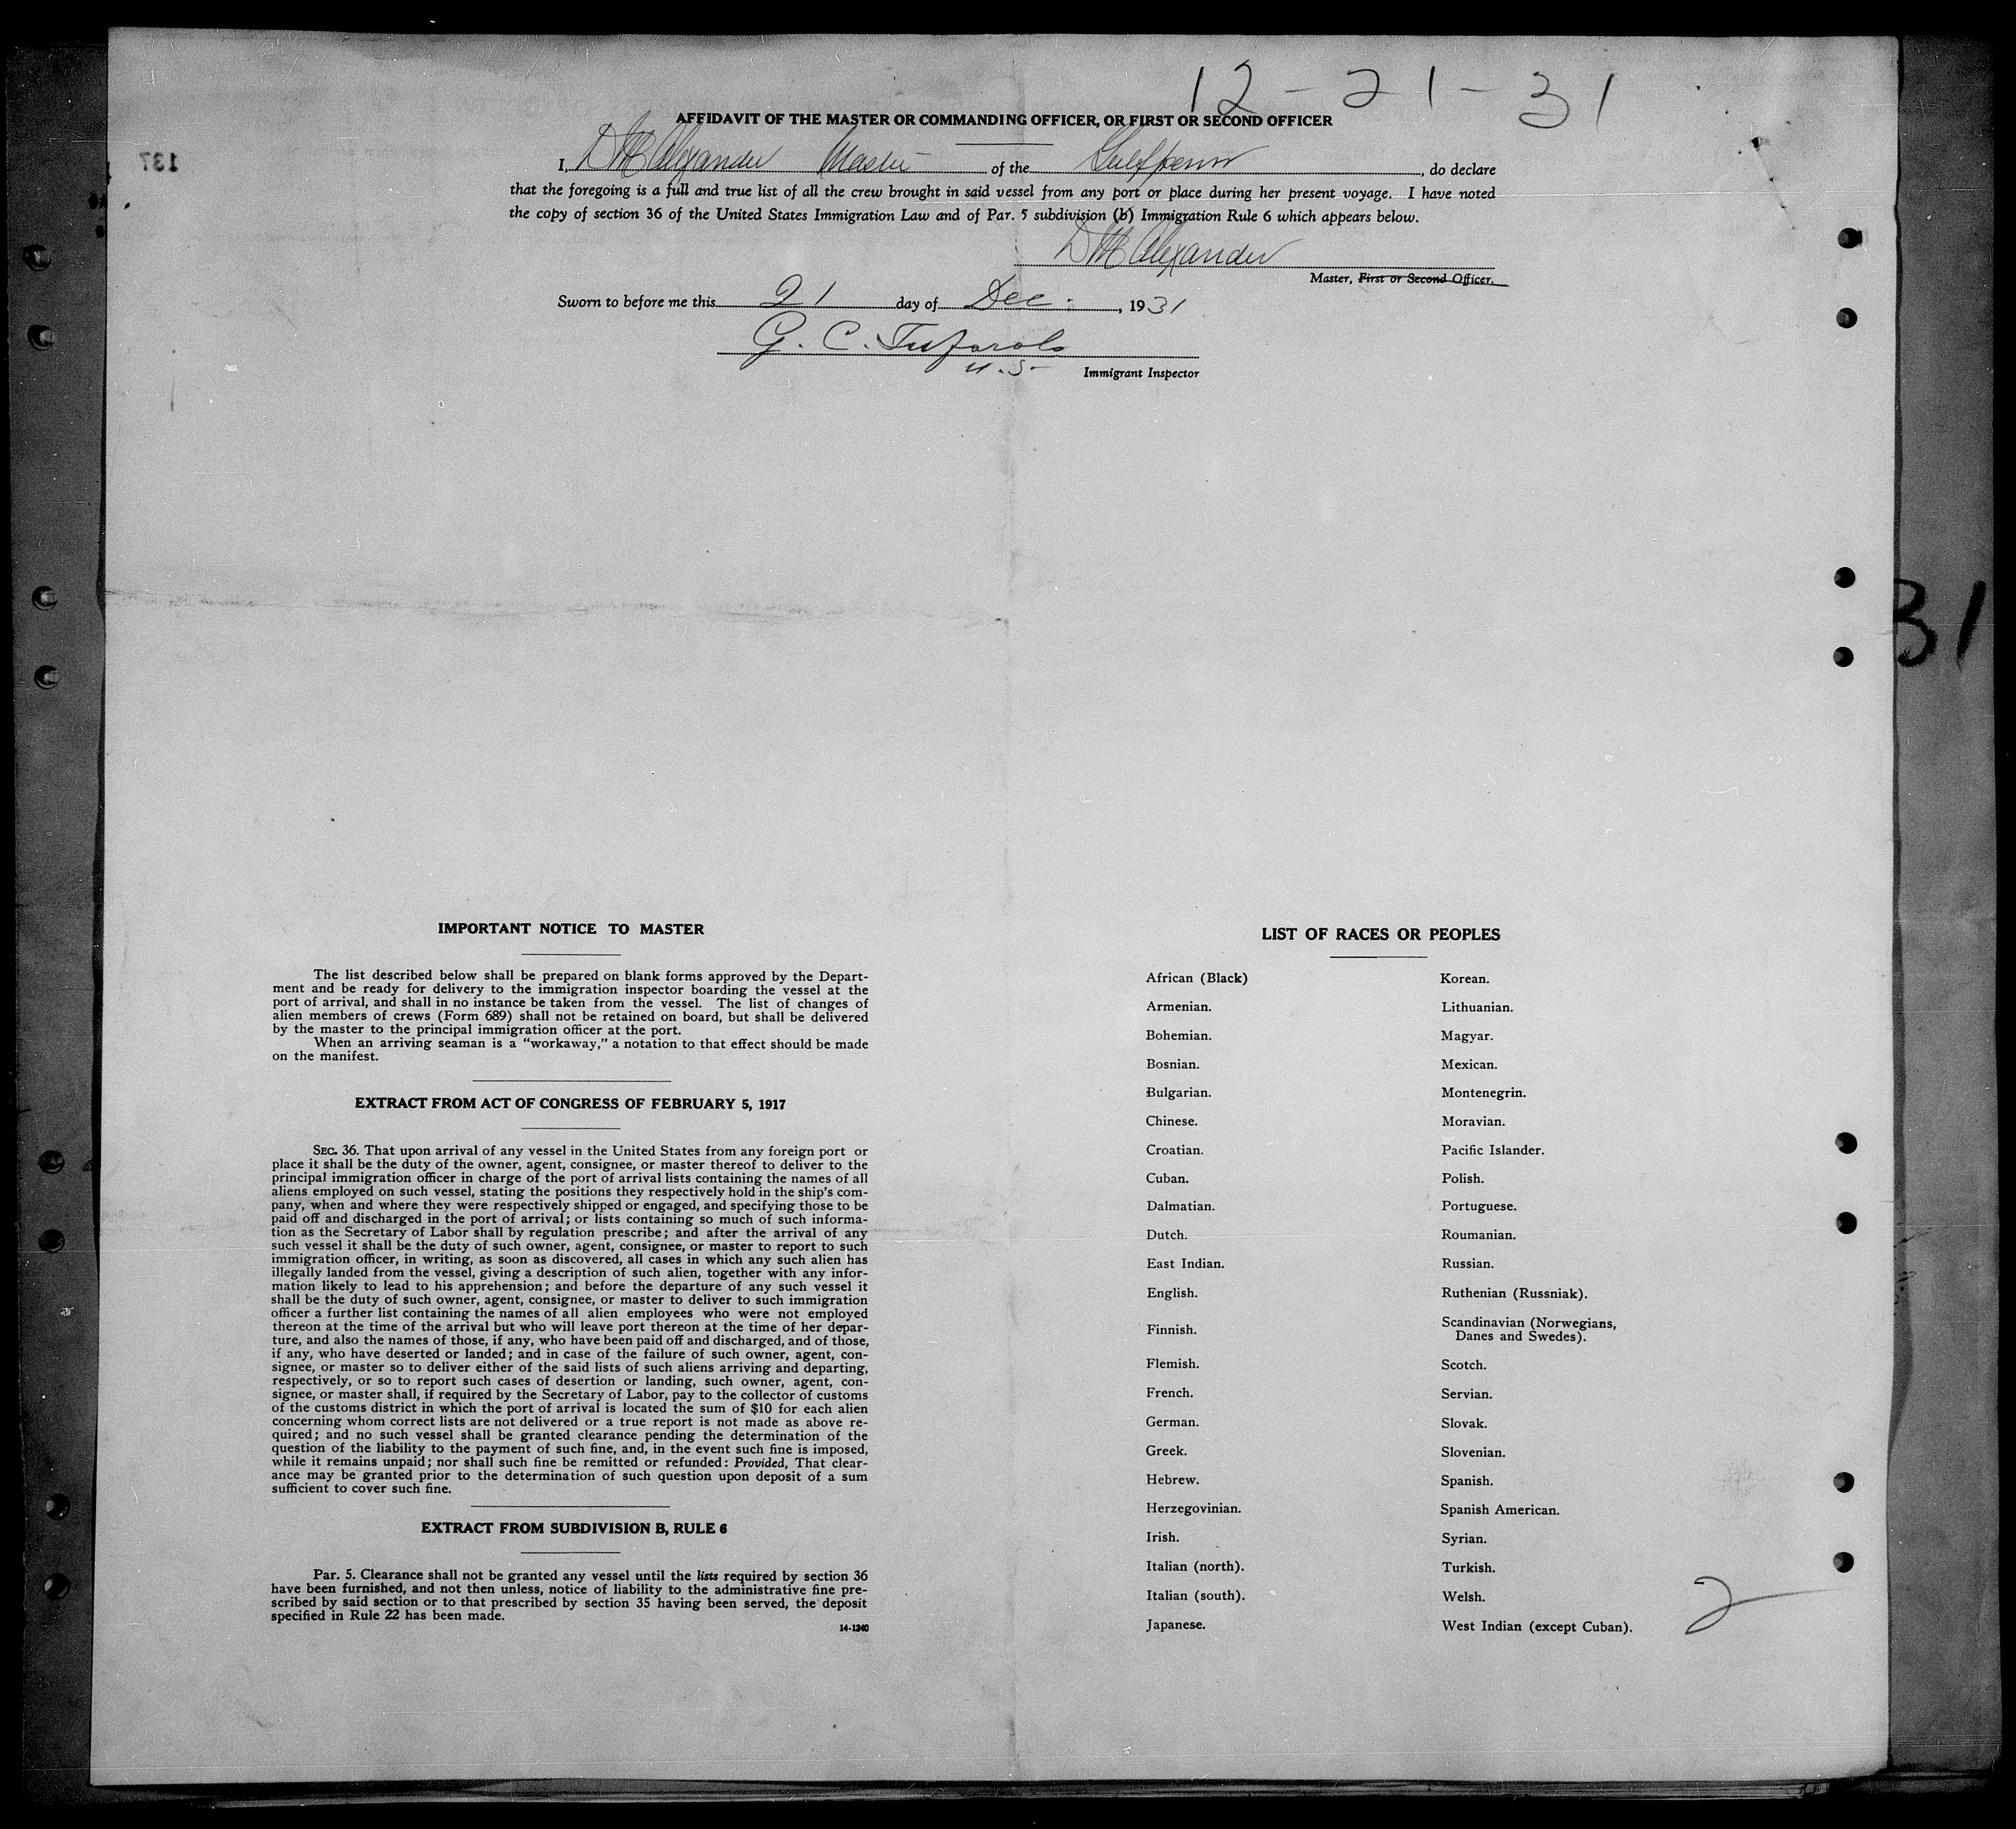 12-21-31
AFFIDAVIT OF THE MASTER OR COMMANDING OFFICER, OR FIRST OR SECOND OFFICER
I, Alexander Master of the Gulfpenn, do declare
that the foregoing is a full and true list of all the crew brought in said vessel from any port or place during her present voyage. I have noted
the copy of section 36 of the United States Immigration Law and of Par. 5 subdivision (b) Immigration Rule 6 which appears below.
Alexander
Master, First or Second Officer.
Sworn to before me this 21 day of Dec., 1931
G. C.
U.S. Immigrant Inspector
137
31
IMPORTANT NOTICE TO MASTER
The list described below shall be prepared on blank forms approved by the Depart-
ment and be ready for delivery to the immigration inspector boarding the vessel at the
port of arrival, and shall in no instance be taken from the vessel. The list of changes of
alien members of crews (Form 689) shall not be retained on board, but shall be delivered
by the master to the principal immigration officer at the port.
When an arriving seaman is a "workaway," a notation to that effect should be made
on the manifest.
EXTRACT FROM ACT OF CONGRESS OF FEBRUARY 5, 1917
SEC. 36. That upon arrival of any vessel in the United States from any foreign port or
place it shall be the duty of the owner, agent, consignee, or master thereof to deliver to the
principal immigration officer in charge of the port of arrival lists containing the names of all
aliens employed on such vessel, stating the positions they respectively hold in the ship's com-
pany, when and where they were respectively shipped or engaged, and specifying those to be
paid off and discharged in the port of arrival; or lists containing so much of such informa-
tion as the Secretary of Labor shall by regulation prescribe; and after the arrival of any
such vessel it shall be the duty of such owner, agent, consignee, or master to report to such
immigration officer, in writing, as soon as discovered, all cases in which any such alien has
illegally landed from the vessel, giving a description of such alien, together with any infor-
mation likely to lead to his apprehension; and before the departure of any such vessel it
shall be the duty of such owner, agent, consignee, or master to deliver to such immigration
officer a further list containing the names of all alien employees who were not employed
thereon at the time of the arrival but who will leave port thereon at the time of her depar-
ture, and also the names of those, if any, who have been paid off and discharged, and of those,
if any, who have deserted or landed; and in case of the failure of such owner, agent, con-
signee, or master so to deliver either of the said lists of such aliens arriving and departing,
respectively, or so to report such cases of desertion or landing, such owner, agent, con-
signee, or master shall, if required by the Secretary of Labor, pay to the collector of customs
of the customs district in which the port of arrival is located the sum of $10 for each alien
concerning whom correct lists are not delivered or a true report is not made as above re-
quired; and no such vessel shall be granted clearance pending the determination of the
question of the liability to the payment of such fine, and, in the event such fine is imposed,
while it remains unpaid; nor shall such fine be remitted or refunded: Provided, That clear-
ance may be granted prior to the determination of such question upon deposit of a sum
sufficient to cover such fine.
EXTRACT FROM SUBDIVISION B, RULE 6
Par. 5. Clearance shall not be granted any vessel until the lists required by section 36
have been furnished, and not then unless, notice of liability to the administrative fine pre-
scribed by said section or to that prescribed by section 35 having been served, the deposit
specified in Rule 22 has been made.
14-1240
LIST OF RACES OR PEOPLES
African (Black)
Armenian.
Bohemian.
Bosnian.
Bulgarian.
Chinese.
Croatian.
Cuban.
Dalmatian.
Dutch.
East Indian.
English.
Finnish.
Flemish.
French.
German.
Greek.
Hebrew.
Herzegovinian.
Irish.
Italian (north).
Italian (south).
Japanese.
Korean.
Lithuanian.
Magyar.
Mexican.
Montenegrin.
Moravian.
Pacific Islander.
Polish.
Portuguese.
Roumanian.
Russian.
Ruthenian (Russniak).
Scandinavian (Norwegians,
Danes and Swedes).
Scotch.
Servian.
Slovak.
Slovenian.
Spanish.
Spanish American.
Syrian.
Turkish.
Welsh.
West Indian (except Cuban).
2